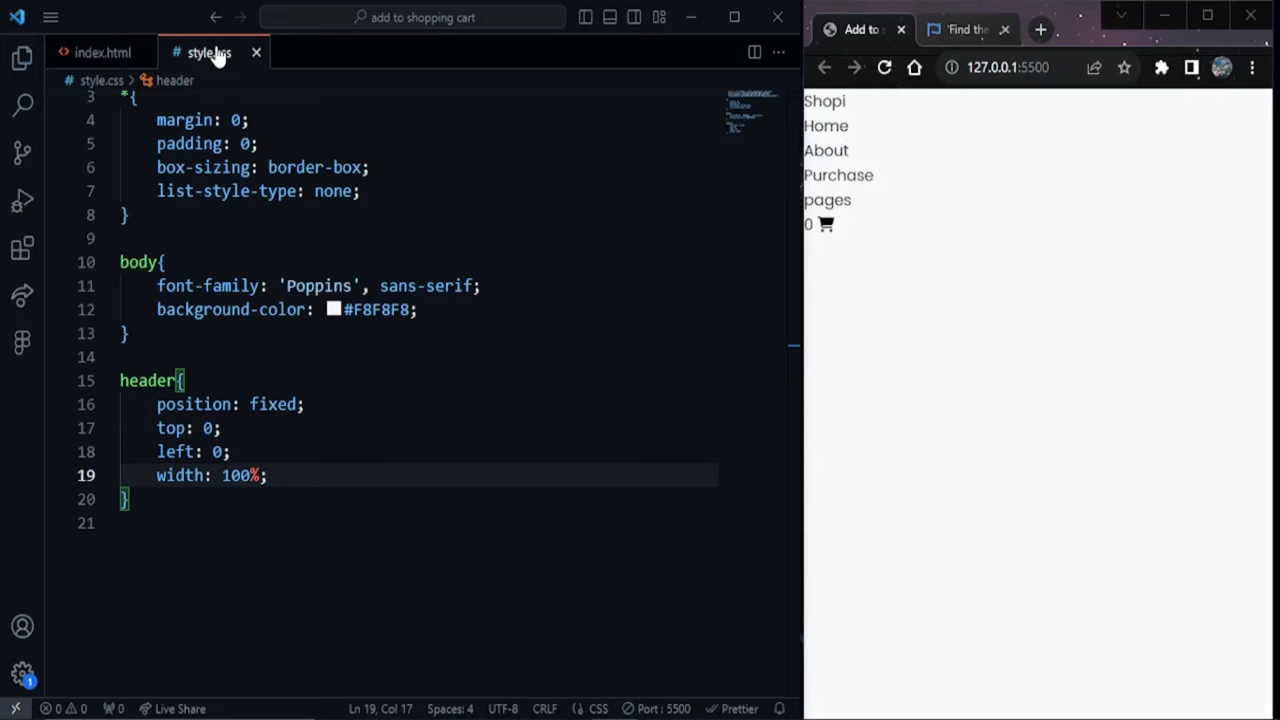 add to shopping cart
index.html
# style.css
# style.css > header
3 *{
4 margin: 0;
5 padding: 0;
6 box-sizing: border-box;
7 list-style-type: none;
8 }
9
10 body{
11 font-family: 'Poppins', sans-serif;
12 background-color: #F8F8F8;
13 }
14
15 header{
16 position: fixed;
17 top: 0;
18 left: 0;
19 width: 100%;
20 }
21
1
0 0 0 Live Share Ln 19, Col 17 Spaces: 4 UTF-8 CRLF CSS Port : 5500 Prettier
Add to 'Find the
127.0.0.1:5500
Shopi
Home
About
Purchase
pages
0